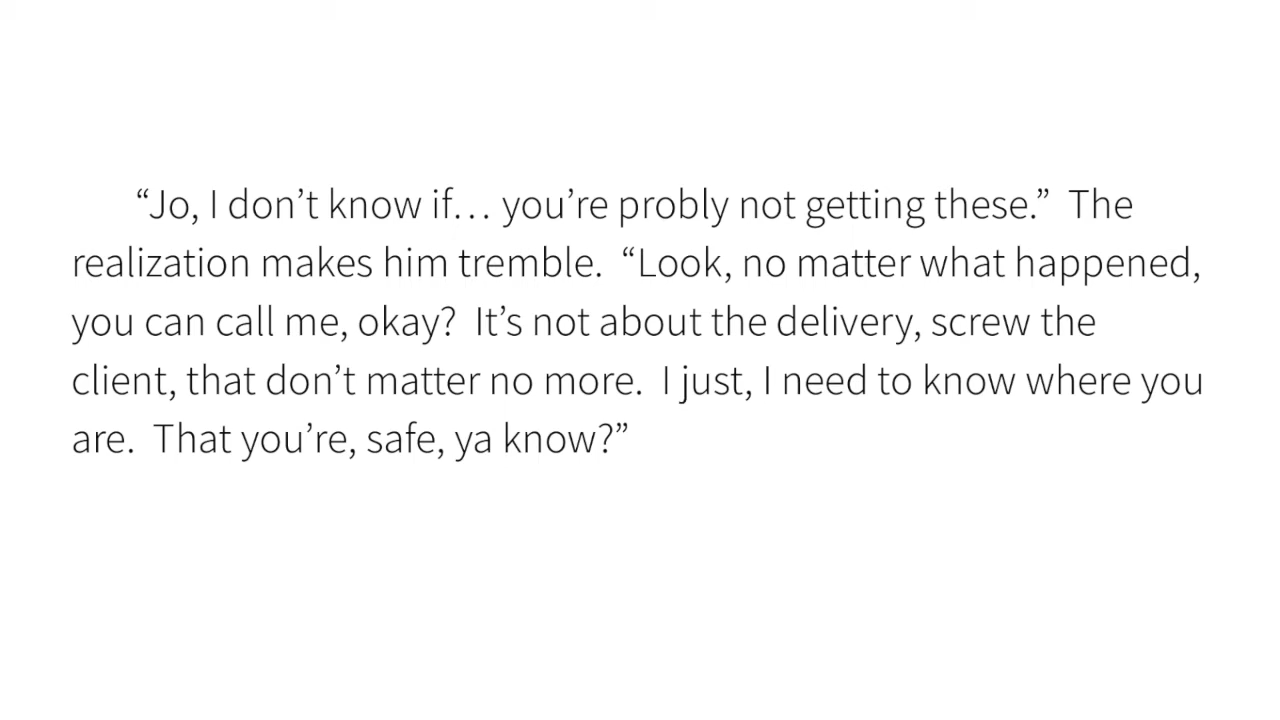 “Jo, I don’t know if… you’re probly not getting these.”  The
realization makes him tremble.  “Look, no matter what happened,
you can call me, okay?  It’s not about the delivery, screw the
client, that don’t matter no more.  I just, I need to know where you
are.  That you’re, safe, ya know?”